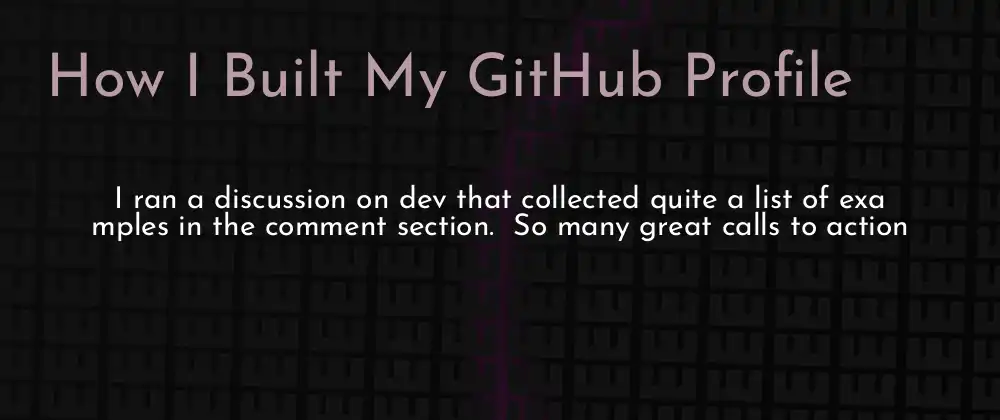 How I Built My GitHub Profile
I ran a discussion on dev that collected quite a list of exa
mples in the comment section.  So many great calls to action